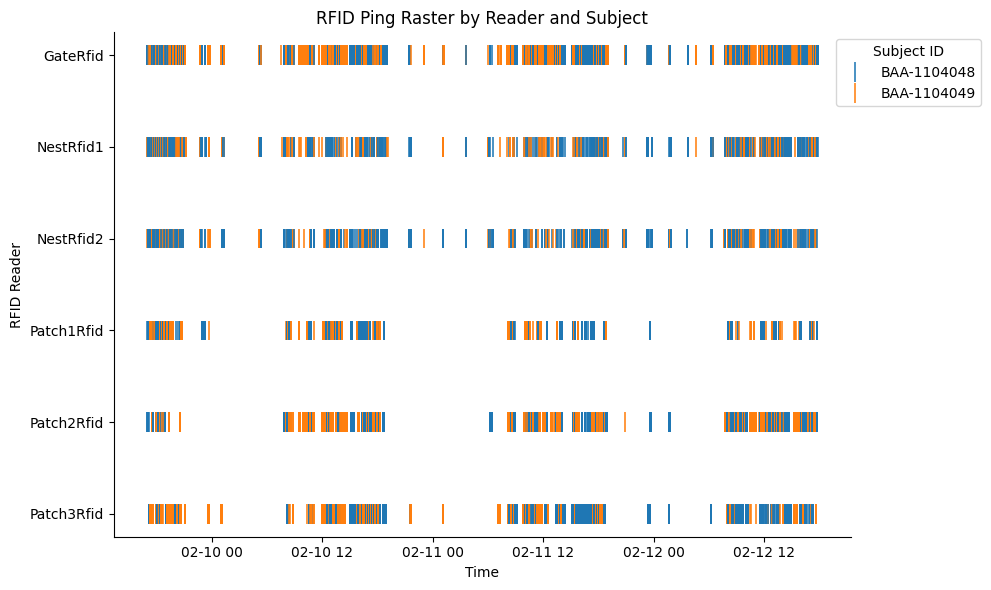 RFID Ping Raster by Reader and Subject
GateRfid
NestRfid1
NestRfid2
Patch1Rfid
Patch2Rfid
Patch3Rfid
RFID Reader
02-10 00
02-10 12
02-11 00
02-11 12
02-12 00
02-12 12
Time
Subject ID
BAA-1104048
BAA-1104049